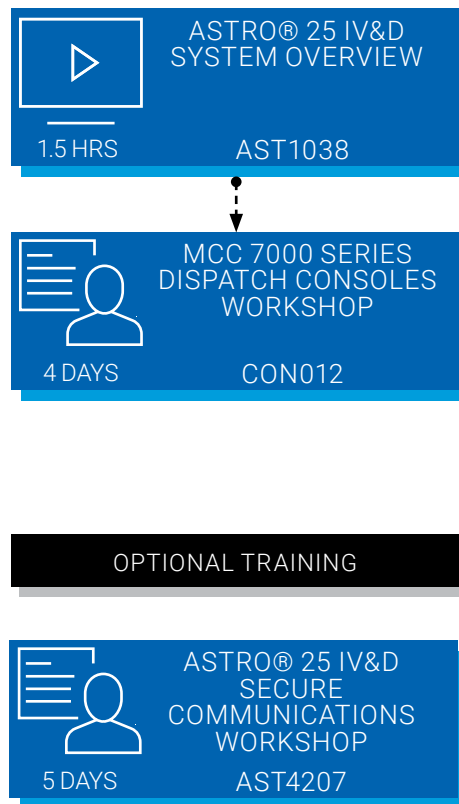 ASTRO® 25 IV&D
SYSTEM OVERVIEW
1.5 HRS
AST1038
MCC 7000 SERIES
DISPATCH CONSOLES
WORKSHOP
4 DAYS
CON012
OPTIONAL TRAINING
ASTRO® 25 IV&D
SECURE
COMMUNICATIONS
WORKSHOP
5 DAYS
AST4207